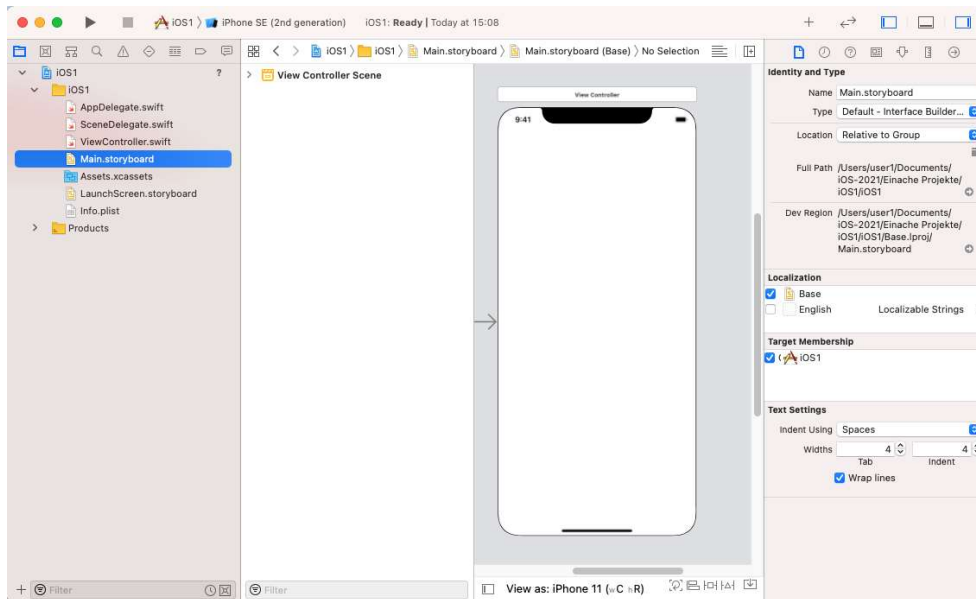 iOS1 〉 iPhone SE (2nd generation) iOS1: Ready | Today at 15:08
iOS1 〉 iOS1 〉 Main.storyboard 〉 Main.storyboard (Base) 〉 No Selection
iOS1 ?
iOS1
AppDelegate.swift
SceneDelegate.swift
ViewController.swift
Main.storyboard
Assets.xcassets
LaunchScreen.storyboard
Info.plist
Products
Filter
View Controller Scene
Filter
View Controller
9:41
View as: iPhone 11 (wC hR)
Identity and Type
Name Main.storyboard
Type Default - Interface Builder...
Location Relative to Group
Full Path /Users/user1/Documents/
iOS-2021/Einache Projekte/
iOS1/iOS1
Dev Region /Users/user1/Documents/
iOS-2021/Einache Projekte/
iOS1/iOS1/Base.lproj/
Main.storyboard
Localization
Base
English Localizable Strings
Target Membership
iOS1
Text Settings
Indent Using Spaces
Widths 4 4
Tab Indent
Wrap lines